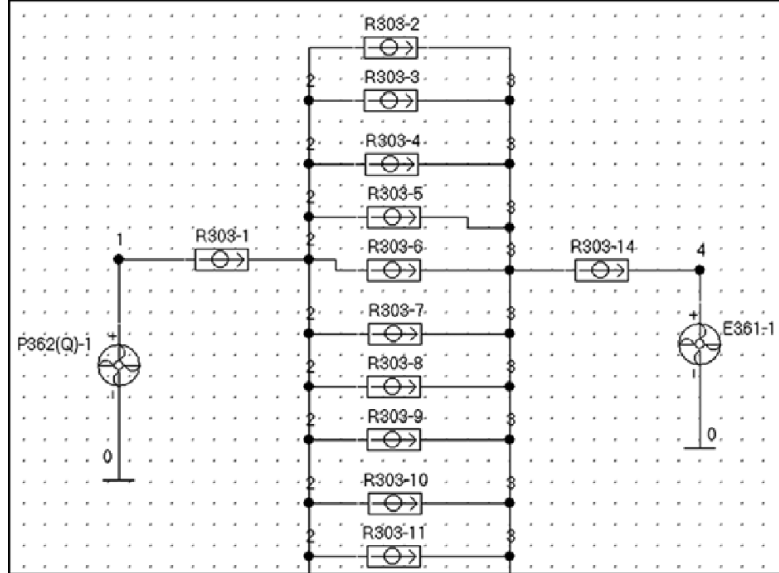 R303-2
2 R303-3 3
2 R303-4 3
2 R303-5 3
1 R303-1 2 R303-6 3 R303-14 4
2 R303-7 3
P362(Q)-1 + - E361-1 + -
2 R303-8 3
2 R303-9 3
0 0
2 R303-10 3
2 R303-11 3